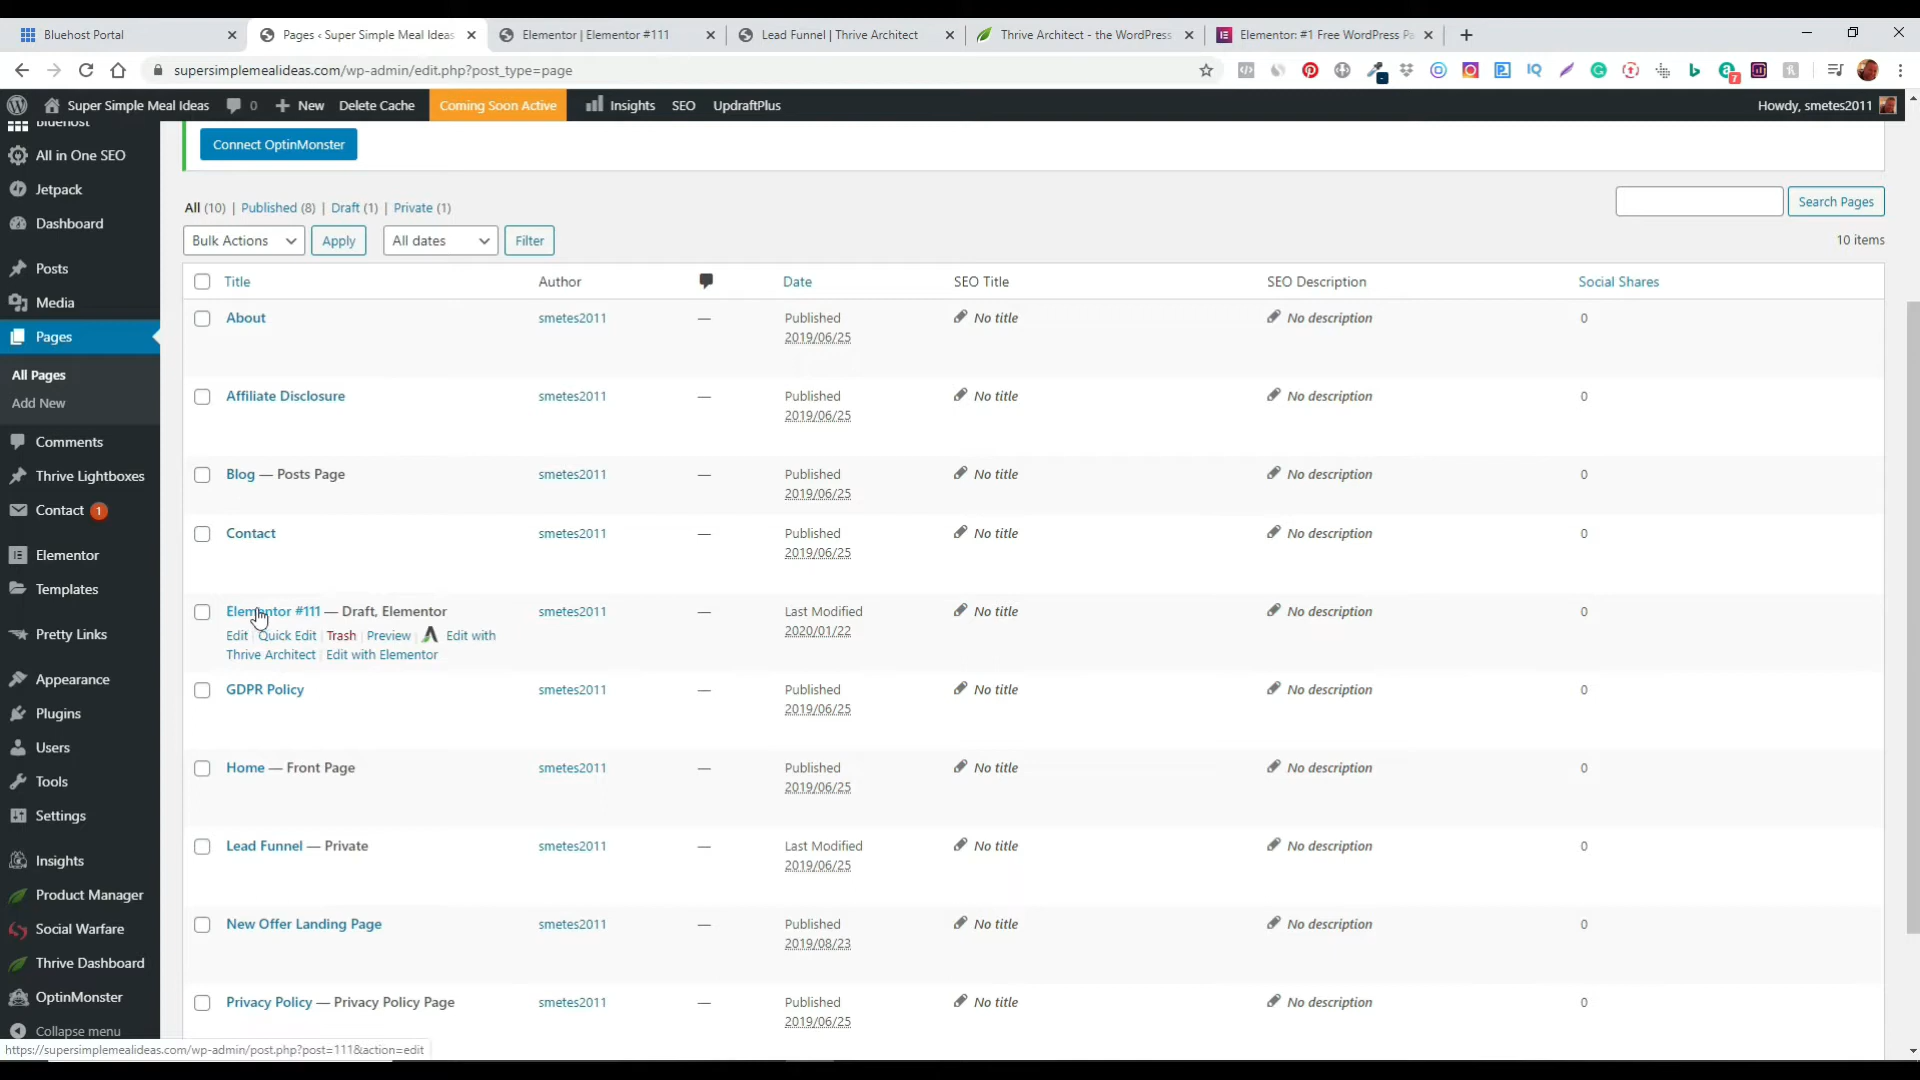 Bluehost Portal
Pages ‹ Super Simple Meal Ideas
Elementor | Elementor #111
Lead Funnel | Thrive Architect
Thrive Architect - the WordPress
Elementor: #1 Free WordPress Pa
supersimplemealideas.com/wp-admin/edit.php?post_type=page
Super Simple Meal Ideas 0 New Delete Cache Coming Soon Active Insights SEO UpdraftPlus Howdy, smetes2011
Bluehost
All in One SEO
Jetpack
Dashboard
Posts
Media
Pages
All Pages
Add New
Comments
Thrive Lightboxes
Contact 1
Elementor
Templates
Pretty Links
Appearance
Plugins
Users
Tools
Settings
Insights
Product Manager
Social Warfare
Thrive Dashboard
OptinMonster
Collapse menu
Connect OptinMonster
All (10) | Published (8) | Draft (1) | Private (1)
Search Pages
Bulk Actions Apply All dates Filter
10 items
Title Author Date SEO Title SEO Description Social Shares
About smetes2011 — Published No title No description 0
2019/06/25
Affiliate Disclosure smetes2011 — Published No title No description 0
2019/06/25
Blog — Posts Page smetes2011 — Published No title No description 0
2019/06/25
Contact smetes2011 — Published No title No description 0
2019/06/25
Elementor #111 — Draft, Elementor smetes2011 — Last Modified No title No description 0
2020/01/22
Edit | Quick Edit | Trash | Preview | Edit with
Thrive Architect | Edit with Elementor
GDPR Policy smetes2011 — Published No title No description 0
2019/06/25
Home — Front Page smetes2011 — Published No title No description 0
2019/06/25
Lead Funnel — Private smetes2011 — Last Modified No title No description 0
2019/06/25
New Offer Landing Page smetes2011 — Published No title No description 0
2019/08/23
Privacy Policy — Privacy Policy Page smetes2011 — Published No title No description 0
2019/06/25
https://supersimplemealideas.com/wp-admin/post.php?post=111&action=edit